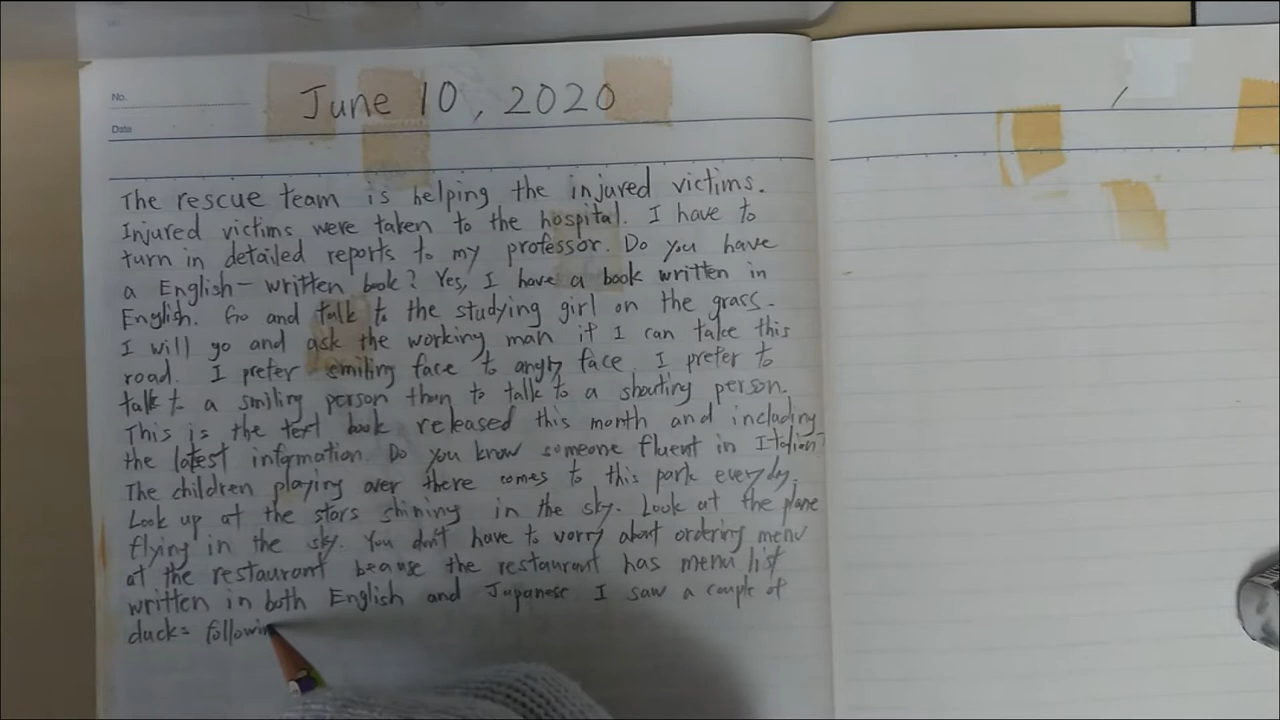 No.
June 10, 2020
Date
The rescue team is helping the injured victims.
Injured victims were taken to the hospital. I have to
turn in detailed reports to my professor. Do you have
a English-written book? Yes, I have a book written in
English. Go and talk to the studying girl on the grass.
I will go and ask the working man if I can take this
road. I prefer smiling face to angry face. I prefer to
talk to a smiling person than to talk to a shouting person.
This is the text book released this month and including
the latest information. Do you know someone fluent in Italian?
The children playing over there comes to this park everyday.
Look up at the stars shining in the sky. Look at the plane
flying in the sky. You don't have to worry about ordering menu
at the restaurant because the restaurant has menu list
written in both English and Japanese I saw a couple of
ducks followin